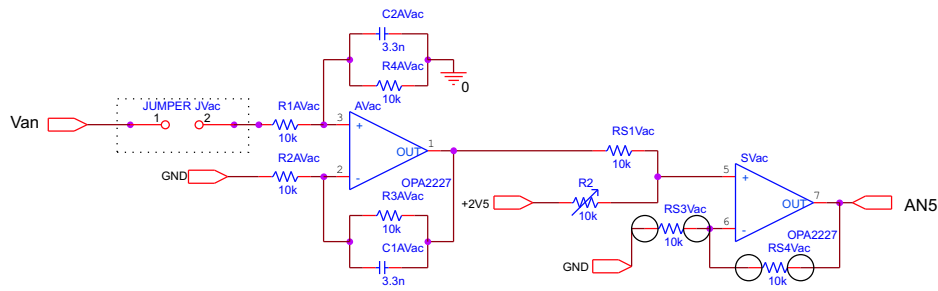 C2AVac
3.3n
R4AVac
10k
0
JUMPER JVac
1
2
Van
R1AVac
10k
AVac
3
+
OUT
1
2
-
OPA2227
R2AVac
10k
GND
R3AVac
10k
C1AVac
3.3n
RS1Vac
10k
+2V5
R2
10k
SVac
5
+
OUT
7
6
-
OPA2227
AN5
RS3Vac
10k
GND
RS4Vac
10k